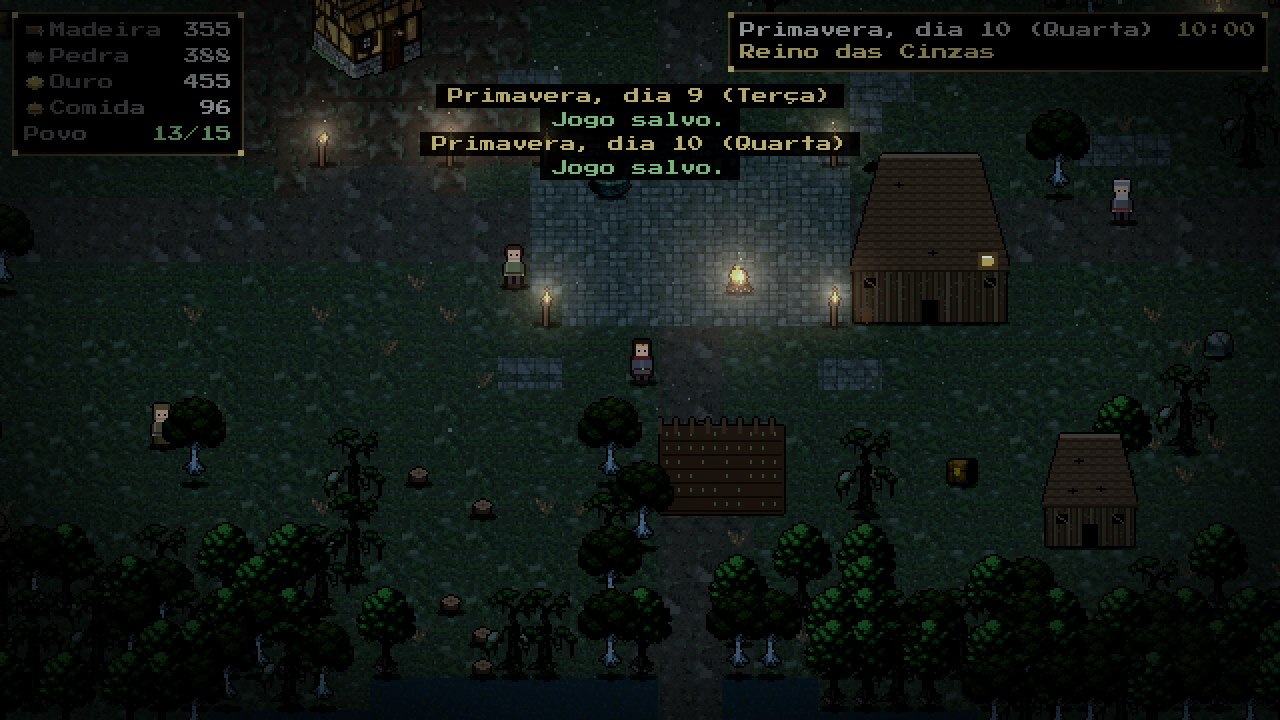 Madeira 355
Pedra 388
Ouro 455
Comida 96
Povo 13/15
Primavera, dia 10 (Quarta) 10:00
Reino das Cinzas
Primavera, dia 9 (Terça)
Jogo salvo.
Primavera, dia 10 (Quarta)
Jogo salvo.